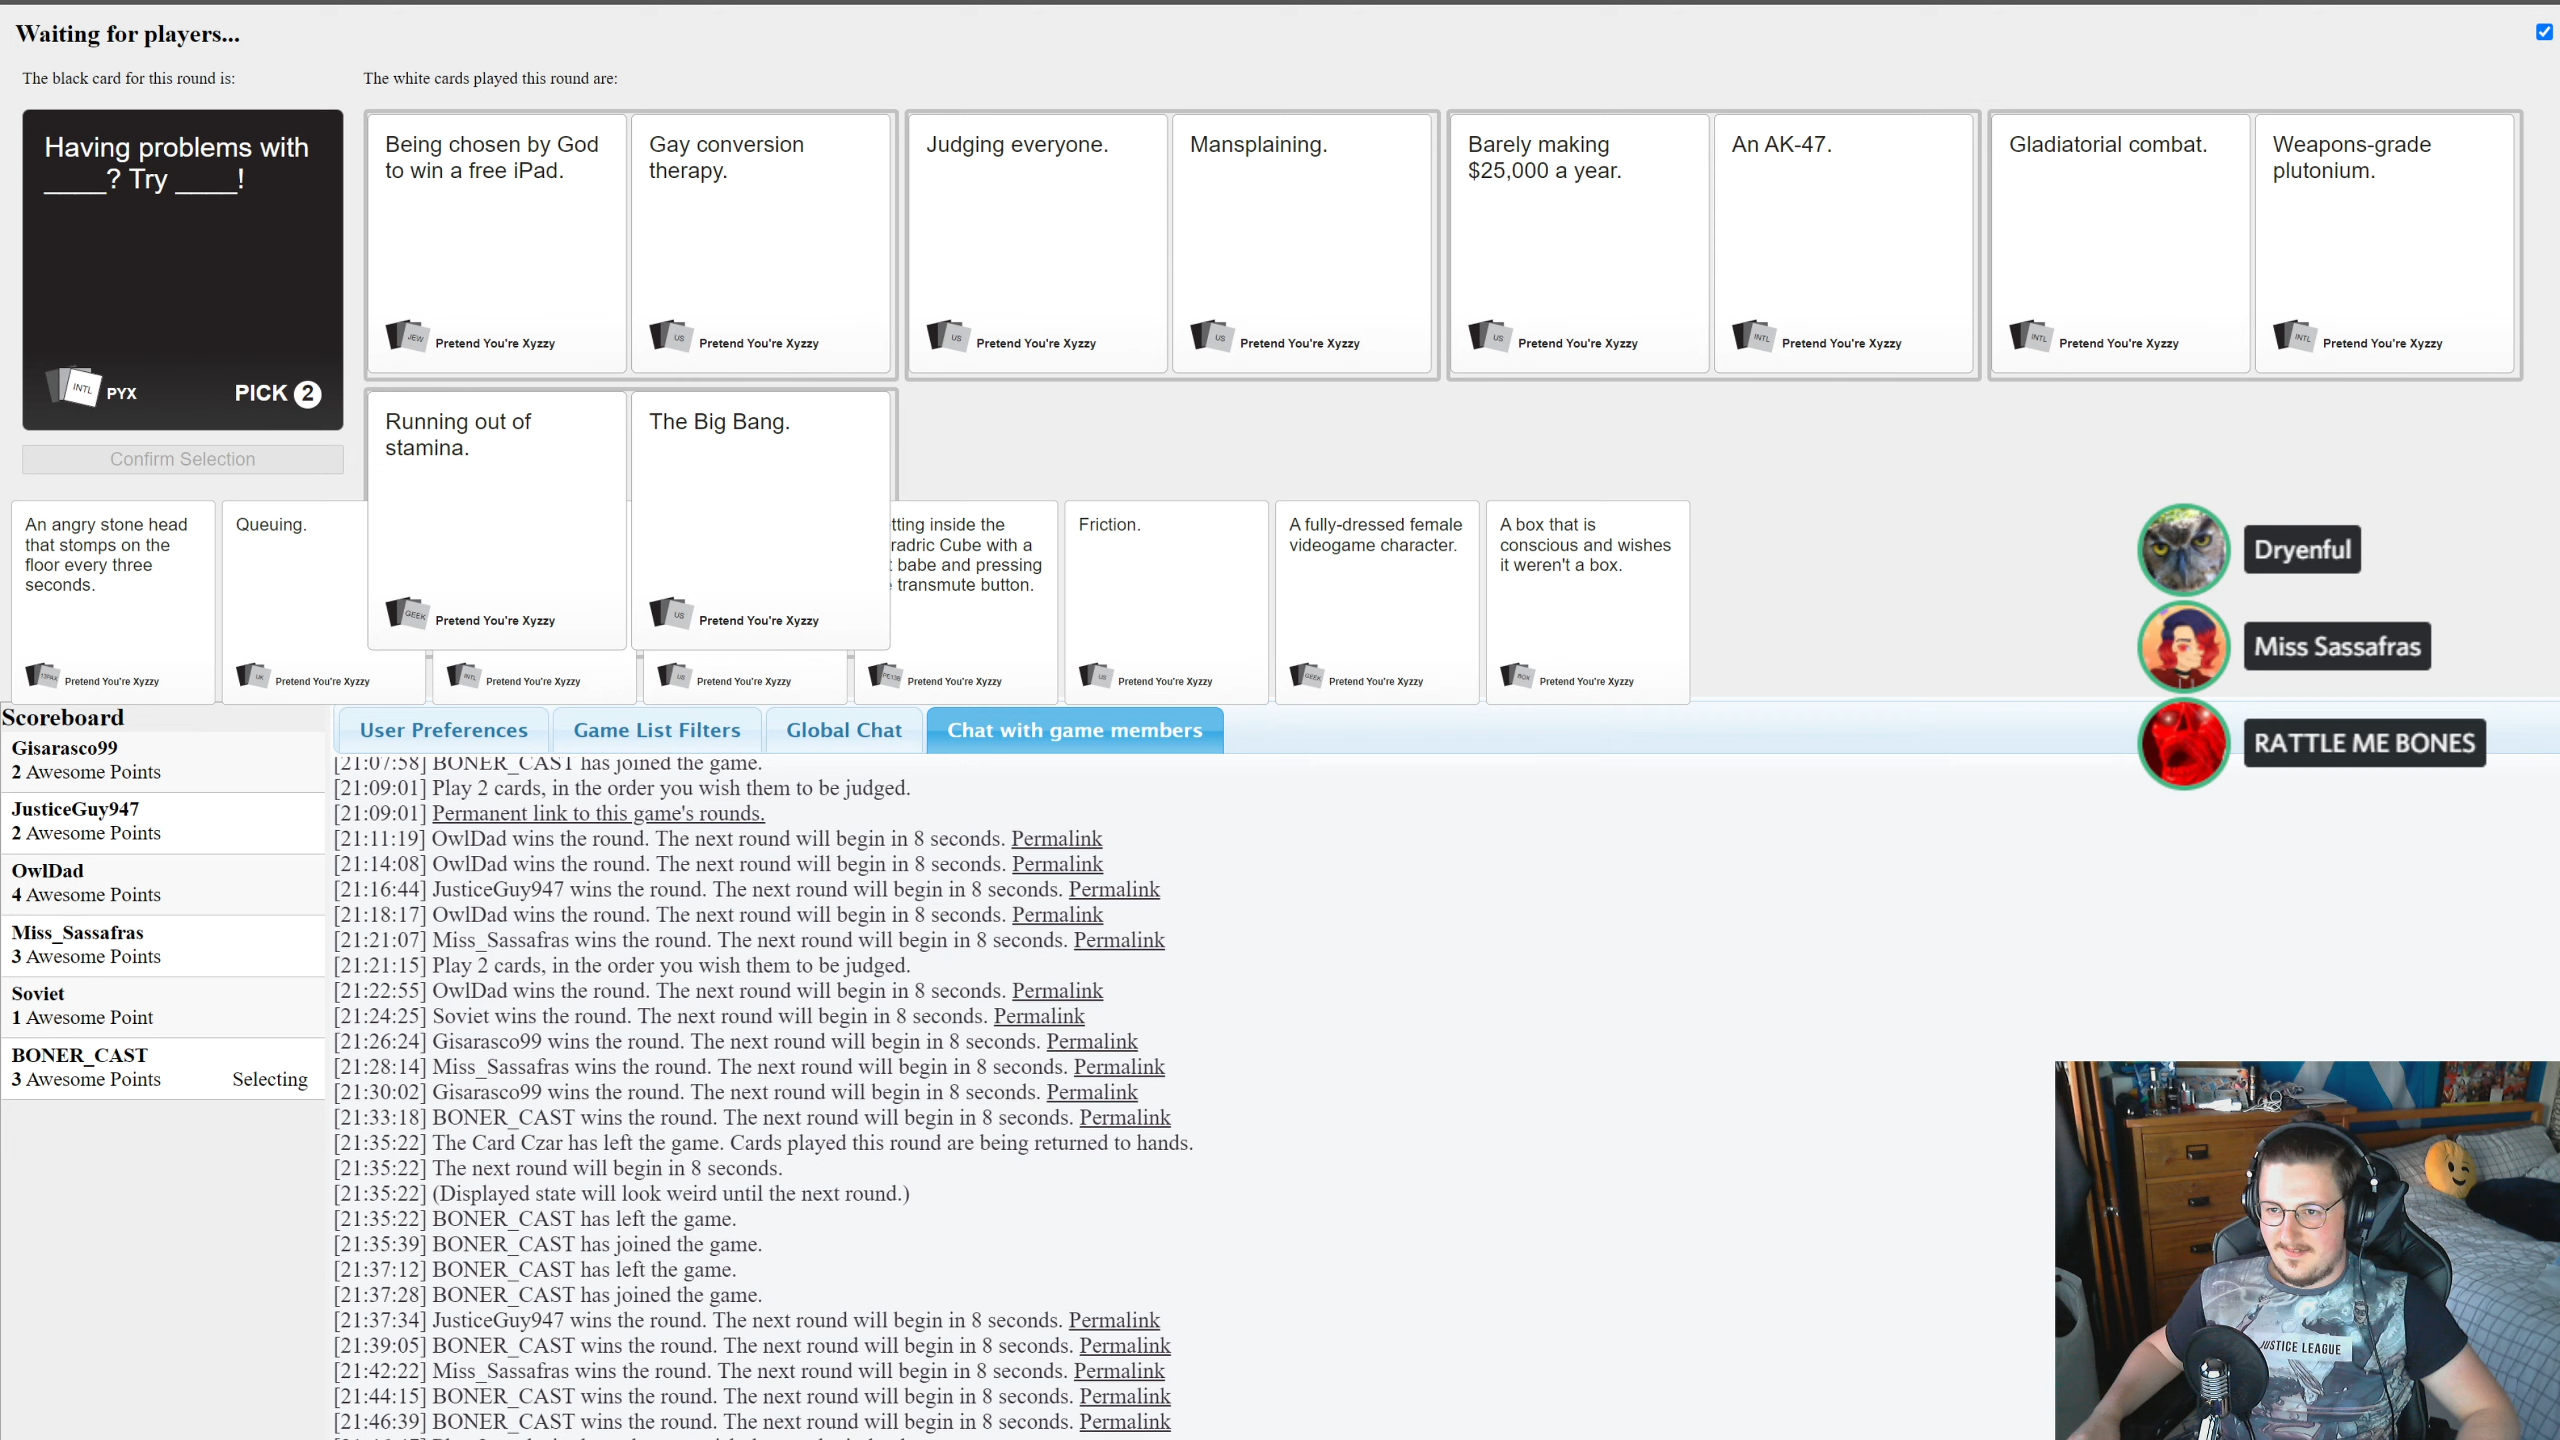 Waiting for players...
The black card for this round is:
The white cards played this round are:
Having problems with
____? Try ____!
INTL
PYX
PICK 2
Confirm Selection
Being chosen by God
to win a free iPad.
JEW
Pretend You're Xyzzy
Gay conversion
therapy.
US
Pretend You're Xyzzy
Judging everyone.
US
Pretend You're Xyzzy
Mansplaining.
US
Pretend You're Xyzzy
Barely making
$25,000 a year.
US
Pretend You're Xyzzy
An AK-47.
INTL
Pretend You're Xyzzy
Gladiatorial combat.
INTL
Pretend You're Xyzzy
Weapons-grade
plutonium.
INTL
Pretend You're Xyzzy
Running out of
stamina.
GEEK
Pretend You're Xyzzy
The Big Bang.
US
Pretend You're Xyzzy
An angry stone head
that stomps on the
floor every three
seconds.
13PAX
Pretend You're Xyzzy
Queuing.
UK
Pretend You're Xyzzy
INTL
Pretend You're Xyzzy
US
Pretend You're Xyzzy
tting inside the
radric Cube with a
babe and pressing
transmute button.
PE13B
Pretend You're Xyzzy
Friction.
US
Pretend You're Xyzzy
A fully-dressed female
videogame character.
GEEK
Pretend You're Xyzzy
A box that is
conscious and wishes
it weren't a box.
BOX
Pretend You're Xyzzy
Dryenful
Miss Sassafras
RATTLE ME BONES
Scoreboard
Gisarasco99
2 Awesome Points
JusticeGuy947
2 Awesome Points
OwlDad
4 Awesome Points
Miss_Sassafras
3 Awesome Points
Soviet
1 Awesome Point
BONER_CAST
3 Awesome Points
Selecting
User Preferences
Game List Filters
Global Chat
Chat with game members
[21:07:58] BONER_CAST has joined the game.
[21:09:01] Play 2 cards, in the order you wish them to be judged.
[21:09:01] Permanent link to this game's rounds.
[21:11:19] OwlDad wins the round. The next round will begin in 8 seconds. Permalink
[21:14:08] OwlDad wins the round. The next round will begin in 8 seconds. Permalink
[21:16:44] JusticeGuy947 wins the round. The next round will begin in 8 seconds. Permalink
[21:18:17] OwlDad wins the round. The next round will begin in 8 seconds. Permalink
[21:21:07] Miss_Sassafras wins the round. The next round will begin in 8 seconds. Permalink
[21:21:15] Play 2 cards, in the order you wish them to be judged.
[21:22:55] OwlDad wins the round. The next round will begin in 8 seconds. Permalink
[21:24:25] Soviet wins the round. The next round will begin in 8 seconds. Permalink
[21:26:24] Gisarasco99 wins the round. The next round will begin in 8 seconds. Permalink
[21:28:14] Miss_Sassafras wins the round. The next round will begin in 8 seconds. Permalink
[21:30:02] Gisarasco99 wins the round. The next round will begin in 8 seconds. Permalink
[21:33:18] BONER_CAST wins the round. The next round will begin in 8 seconds. Permalink
[21:35:22] The Card Czar has left the game. Cards played this round are being returned to hands.
[21:35:22] The next round will begin in 8 seconds.
[21:35:22] (Displayed state will look weird until the next round.)
[21:35:22] BONER_CAST has left the game.
[21:35:39] BONER_CAST has joined the game.
[21:37:12] BONER_CAST has left the game.
[21:37:28] BONER_CAST has joined the game.
[21:37:34] JusticeGuy947 wins the round. The next round will begin in 8 seconds. Permalink
[21:39:05] BONER_CAST wins the round. The next round will begin in 8 seconds. Permalink
[21:42:22] Miss_Sassafras wins the round. The next round will begin in 8 seconds. Permalink
[21:44:15] BONER_CAST wins the round. The next round will begin in 8 seconds. Permalink
[21:46:39] BONER_CAST wins the round. The next round will begin in 8 seconds. Permalink
JUSTICE LEAGUE